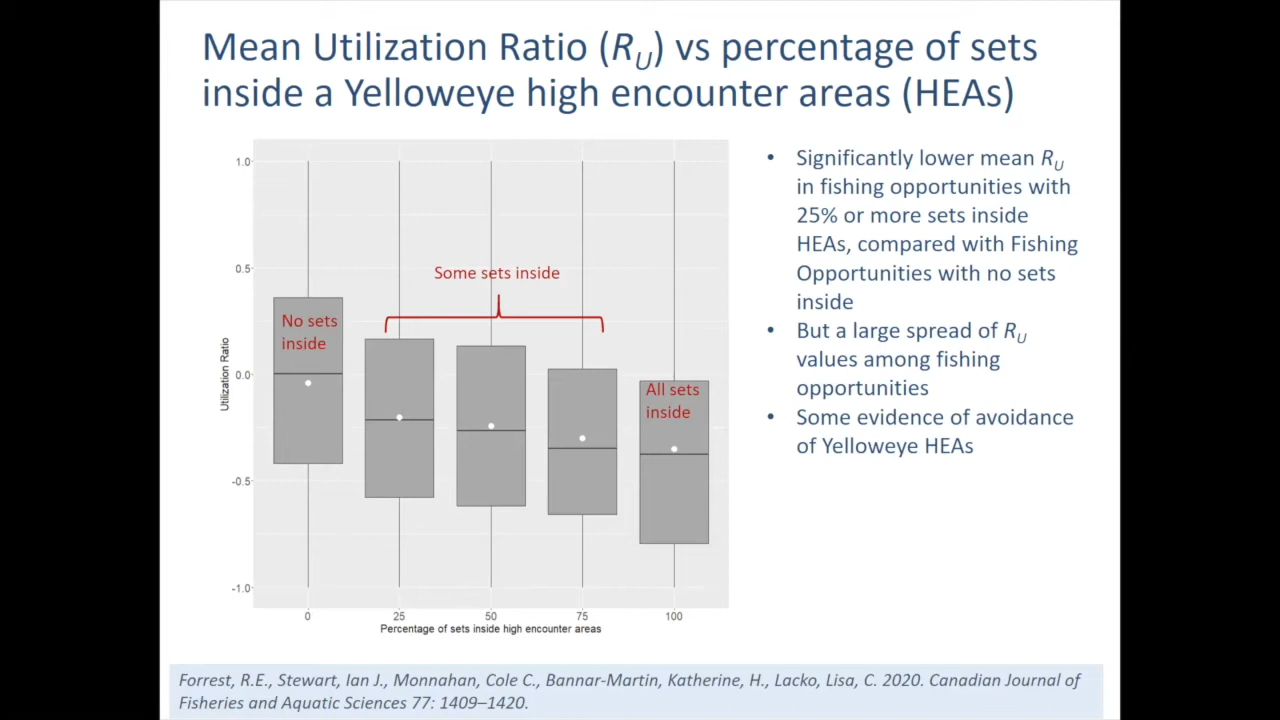 Mean Utilization Ratio (RU) vs percentage of sets
inside a Yelloweye high encounter areas (HEAs)
1.0
0.5
0.0
-0.5
-1.0
Utilization Ratio
No sets
inside
Some sets inside
All sets
inside
0 25 50 75 100
Percentage of sets inside high encounter areas
• Significantly lower mean RU
in fishing opportunities with
25% or more sets inside
HEAs, compared with Fishing
Opportunities with no sets
inside
• But a large spread of RU
values among fishing
opportunities
• Some evidence of avoidance
of Yelloweye HEAs
Forrest, R.E., Stewart, Ian J., Monnahan, Cole C., Bannar-Martin, Katherine, H., Lacko, Lisa, C. 2020. Canadian Journal of
Fisheries and Aquatic Sciences 77: 1409–1420.